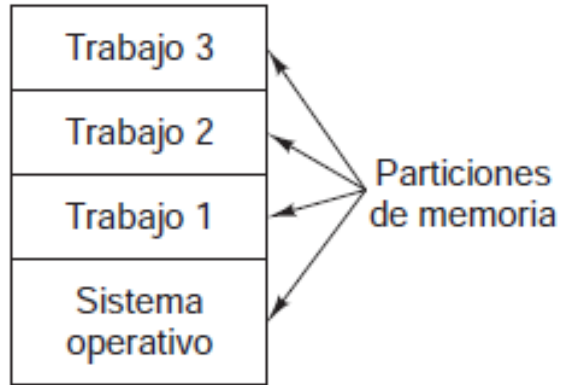 Trabajo 3
Trabajo 2
Trabajo 1
Sistema
operativo
Particiones
de memoria